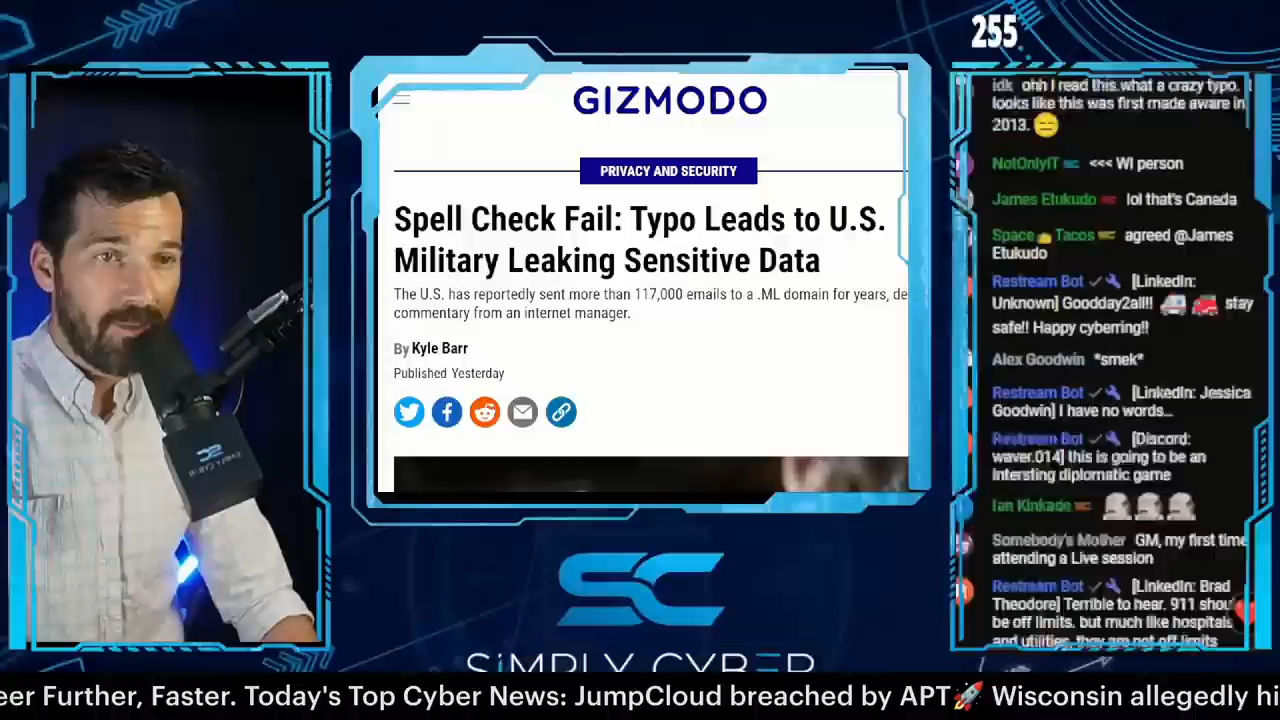 255
GIZMODO
PRIVACY AND SECURITY
Spell Check Fail: Typo Leads to U.S.
Military Leaking Sensitive Data
The U.S. has reportedly sent more than 117,000 emails to a .ML domain for years, de
commentary from an internet manager.
By Kyle Barr
Published Yesterday
SC
SIMPLY CYBER
idk ohh I read this what a crazy typo.
looks like this was first made aware in
2013.
NotOnlyIT <<< WI person
James Etukudo lol that's Canada
Space Tacos agreed @James
Etukudo
Restream Bot [LinkedIn:
Unknown] Goodday2all!! stay
safe!! Happy cyberring!!
Alex Goodwin *smek*
Restream Bot [LinkedIn: Jessica
Goodwin] I have no words...
Restream Bot [Discord:
waver.014] this is going to be an
intersting diplomatic game
Ian Kinkade
Somebody's Mother GM, my first time
attending a Live session
Restream Bot [LinkedIn: Brad
Theodore] Terrible to hear. 911 shou
be off limits. but much like hospitals
and utilities, they are not off limits
eer Further, Faster. Today's Top Cyber News: JumpCloud breached by APT🚀 Wisconsin allegedly hi